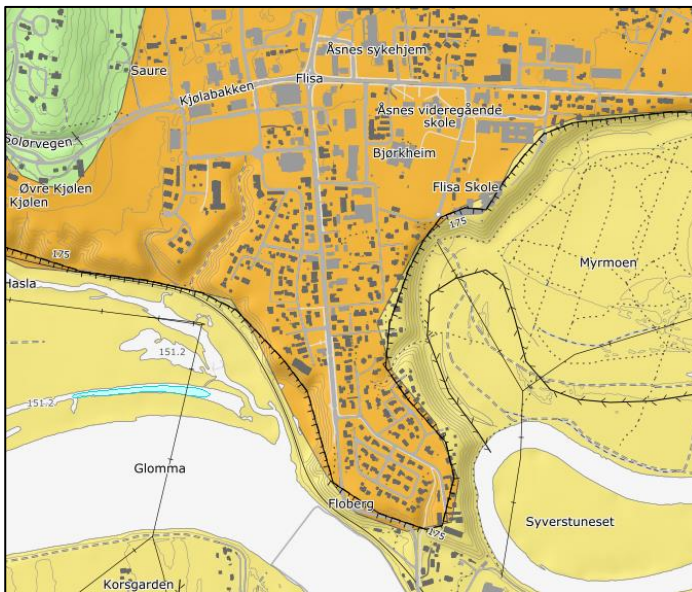 Åsnes sykehjem
Saure
Flisa
Kjølabakken
Åsnes videregående
skole
Solørvegen
Bjørkheim
Øvre Kjølen
Kjølen
Flisa Skole
175
175
Myrmoen
Hasla
151.2
151.2
Glomma
Floberg
Syverstuneset
175
Korsgarden